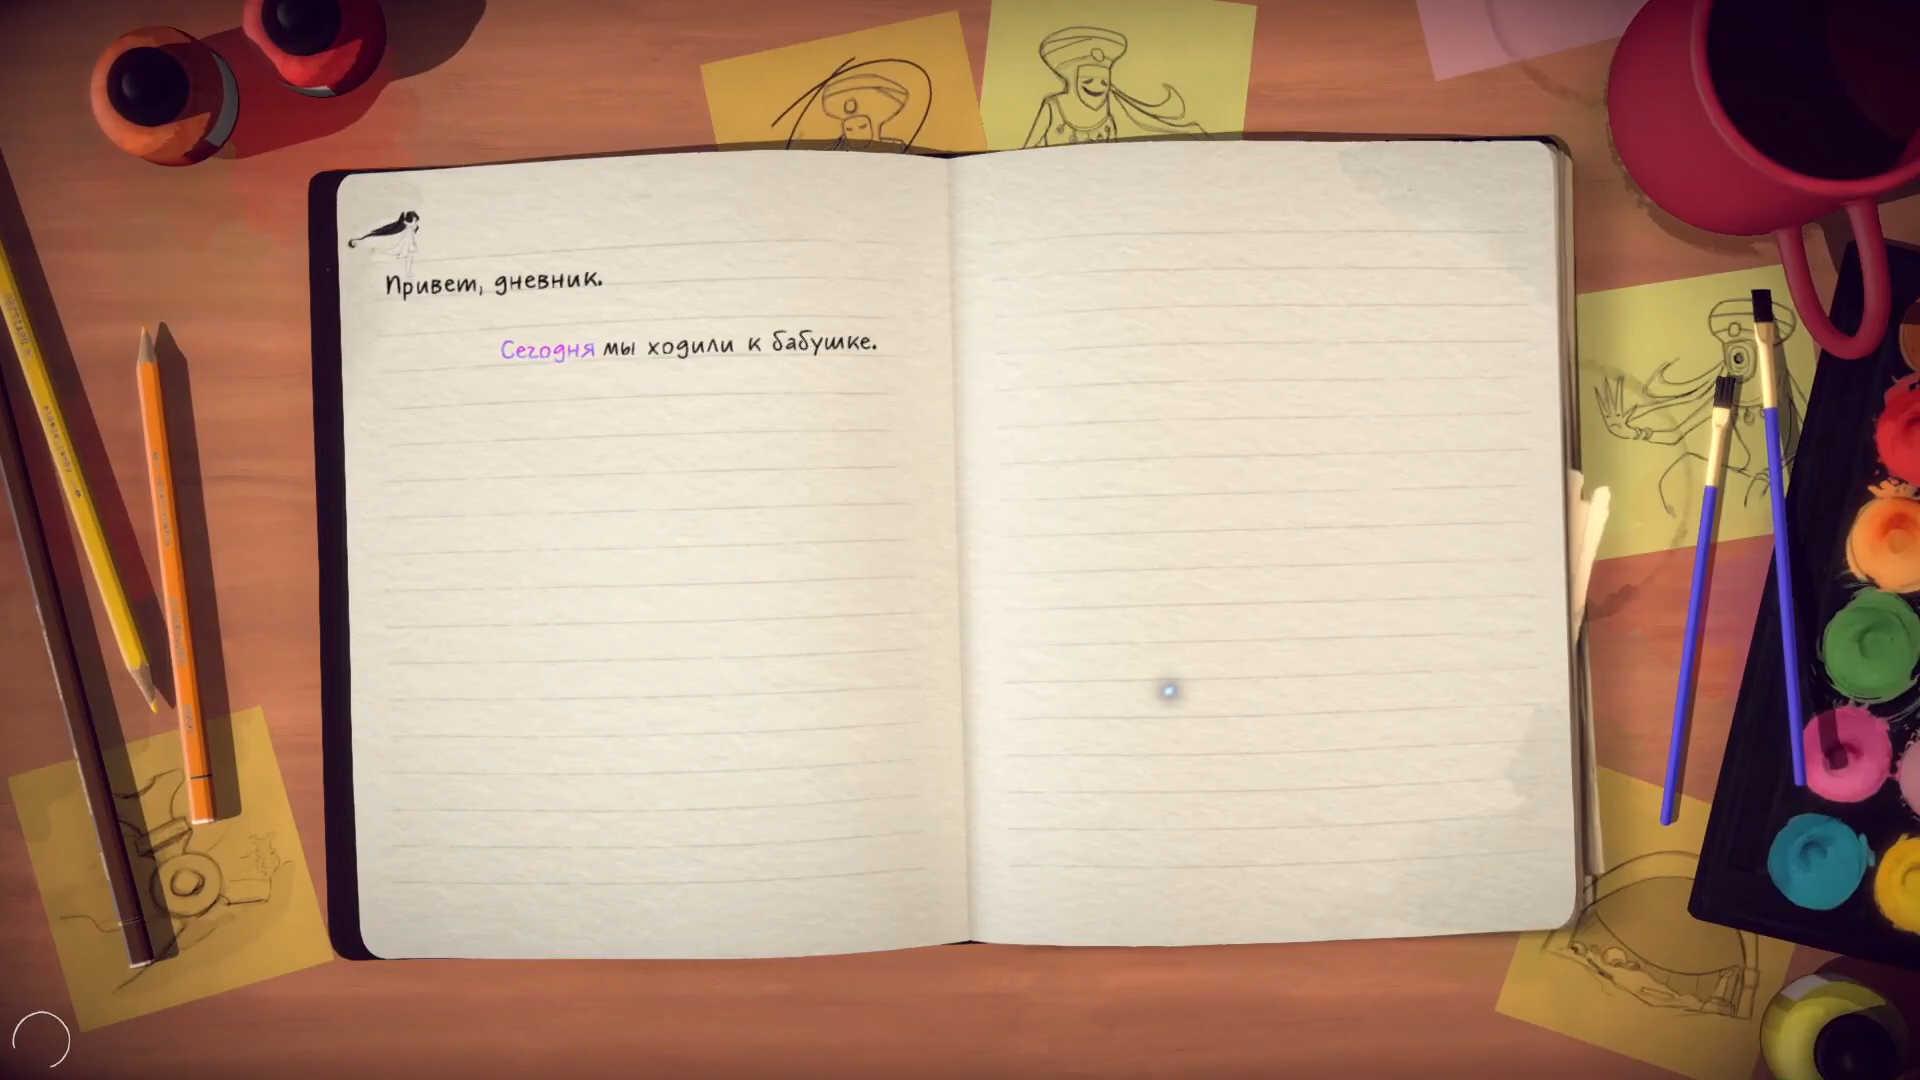 Привет, дневник.
Сегодня мы ходили к бабушке.